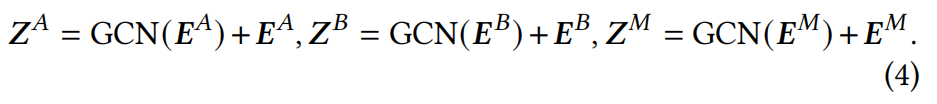 Z^A = GCN(E^A)+E^A, Z^B = GCN(E^B)+E^B, Z^M = GCN(E^M)+E^M.
(4)